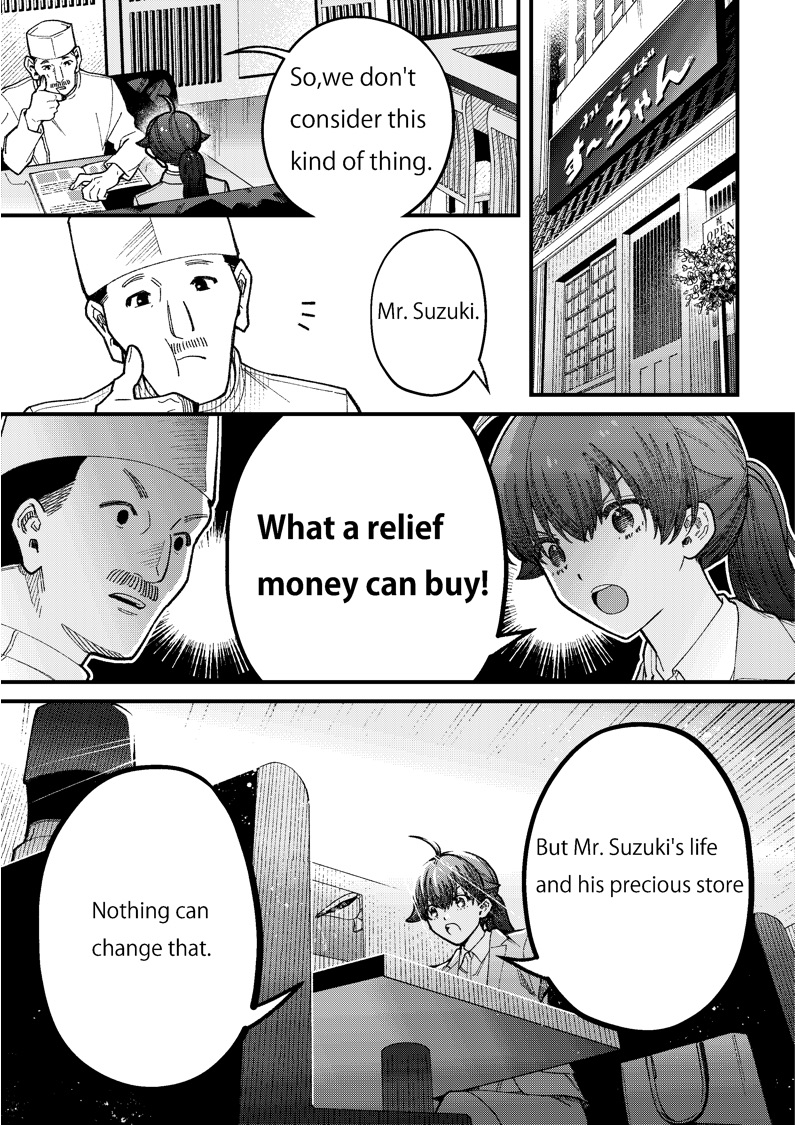 すーちゃん
OPEN
So,we don't
consider this
kind of thing.
Mr. Suzuki.
What a relief
money can buy!
But Mr. Suzuki's life
and his precious store
Nothing can
change that.